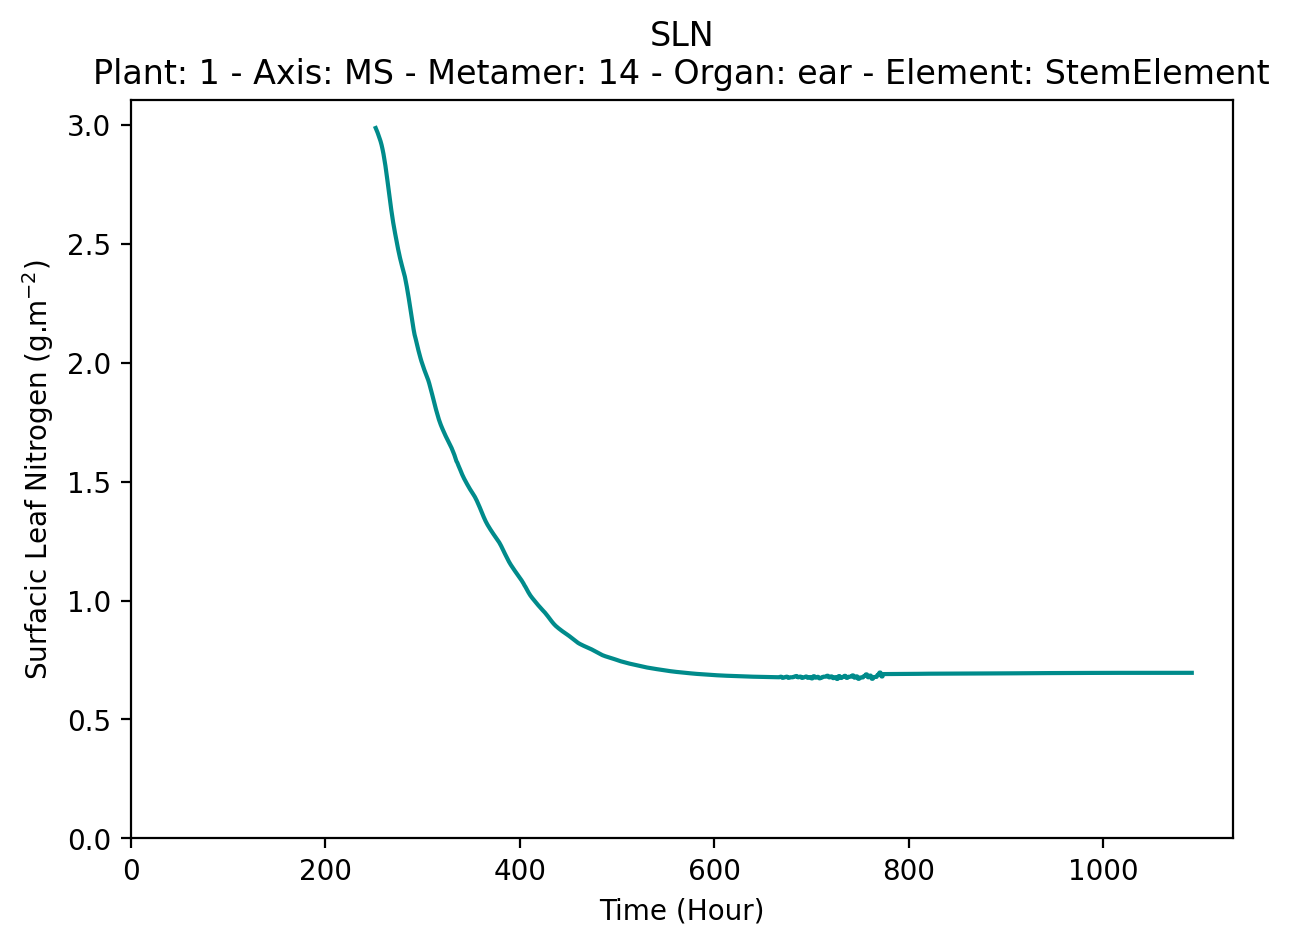 SLN
Plant: 1 - Axis: MS - Metamer: 14 - Organ: ear - Element: StemElement
3.0
2.5
2.0
1.5
1.0
0.5
0.0
Surfacic Leaf Nitrogen (g.m⁻²)
0 200 400 600 800 1000
Time (Hour)